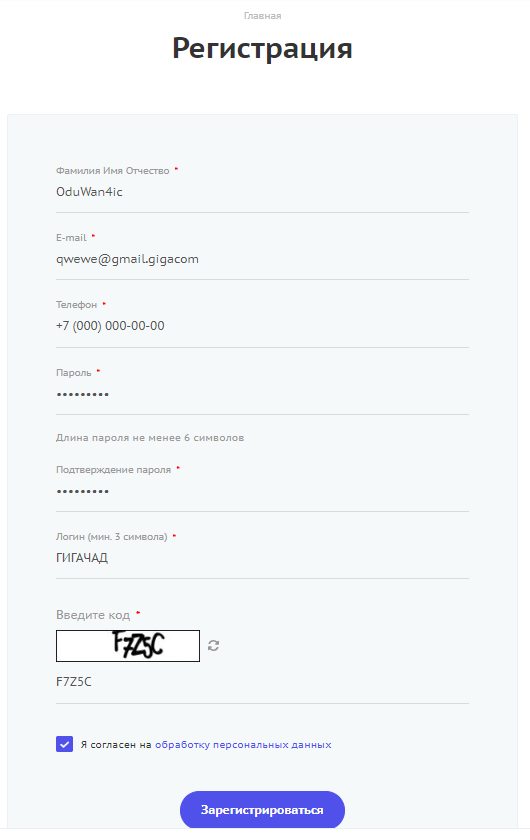 Главная
Регистрация
Фамилия Имя Отчество *
OduWan4ic
E-mail *
qwewe@gmail.gigacom
Телефон *
+7 (000) 000-00-00
Пароль *
•••••••••
Длина пароля не менее 6 символов
Подтверждение пароля *
•••••••••
Логин (мин. 3 символа) *
ГИГАЧАД
Введите код *
F7Z5C
F7Z5C
Я согласен на обработку персональных данных
Зарегистрироваться